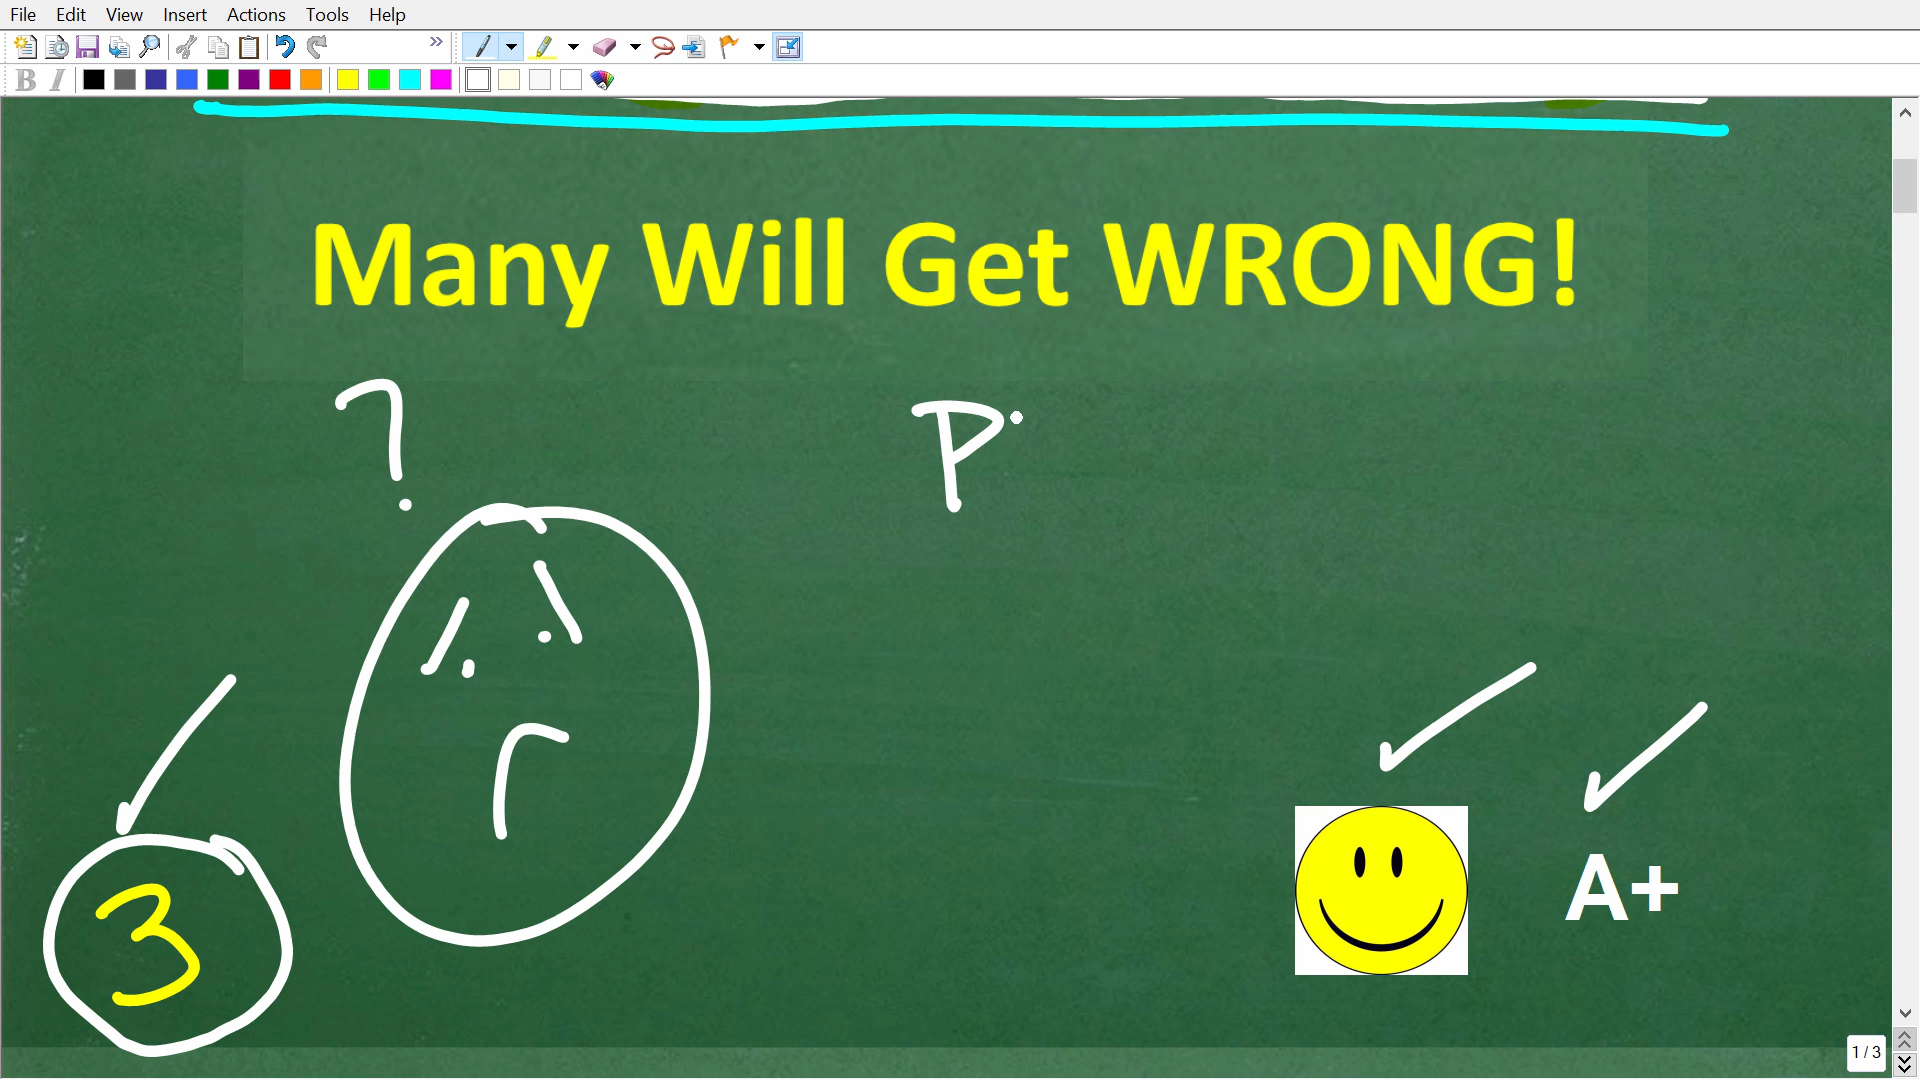 File Edit View Insert Actions Tools Help
B I
Many Will Get WRONG!
?
P
3
A+
1 / 3